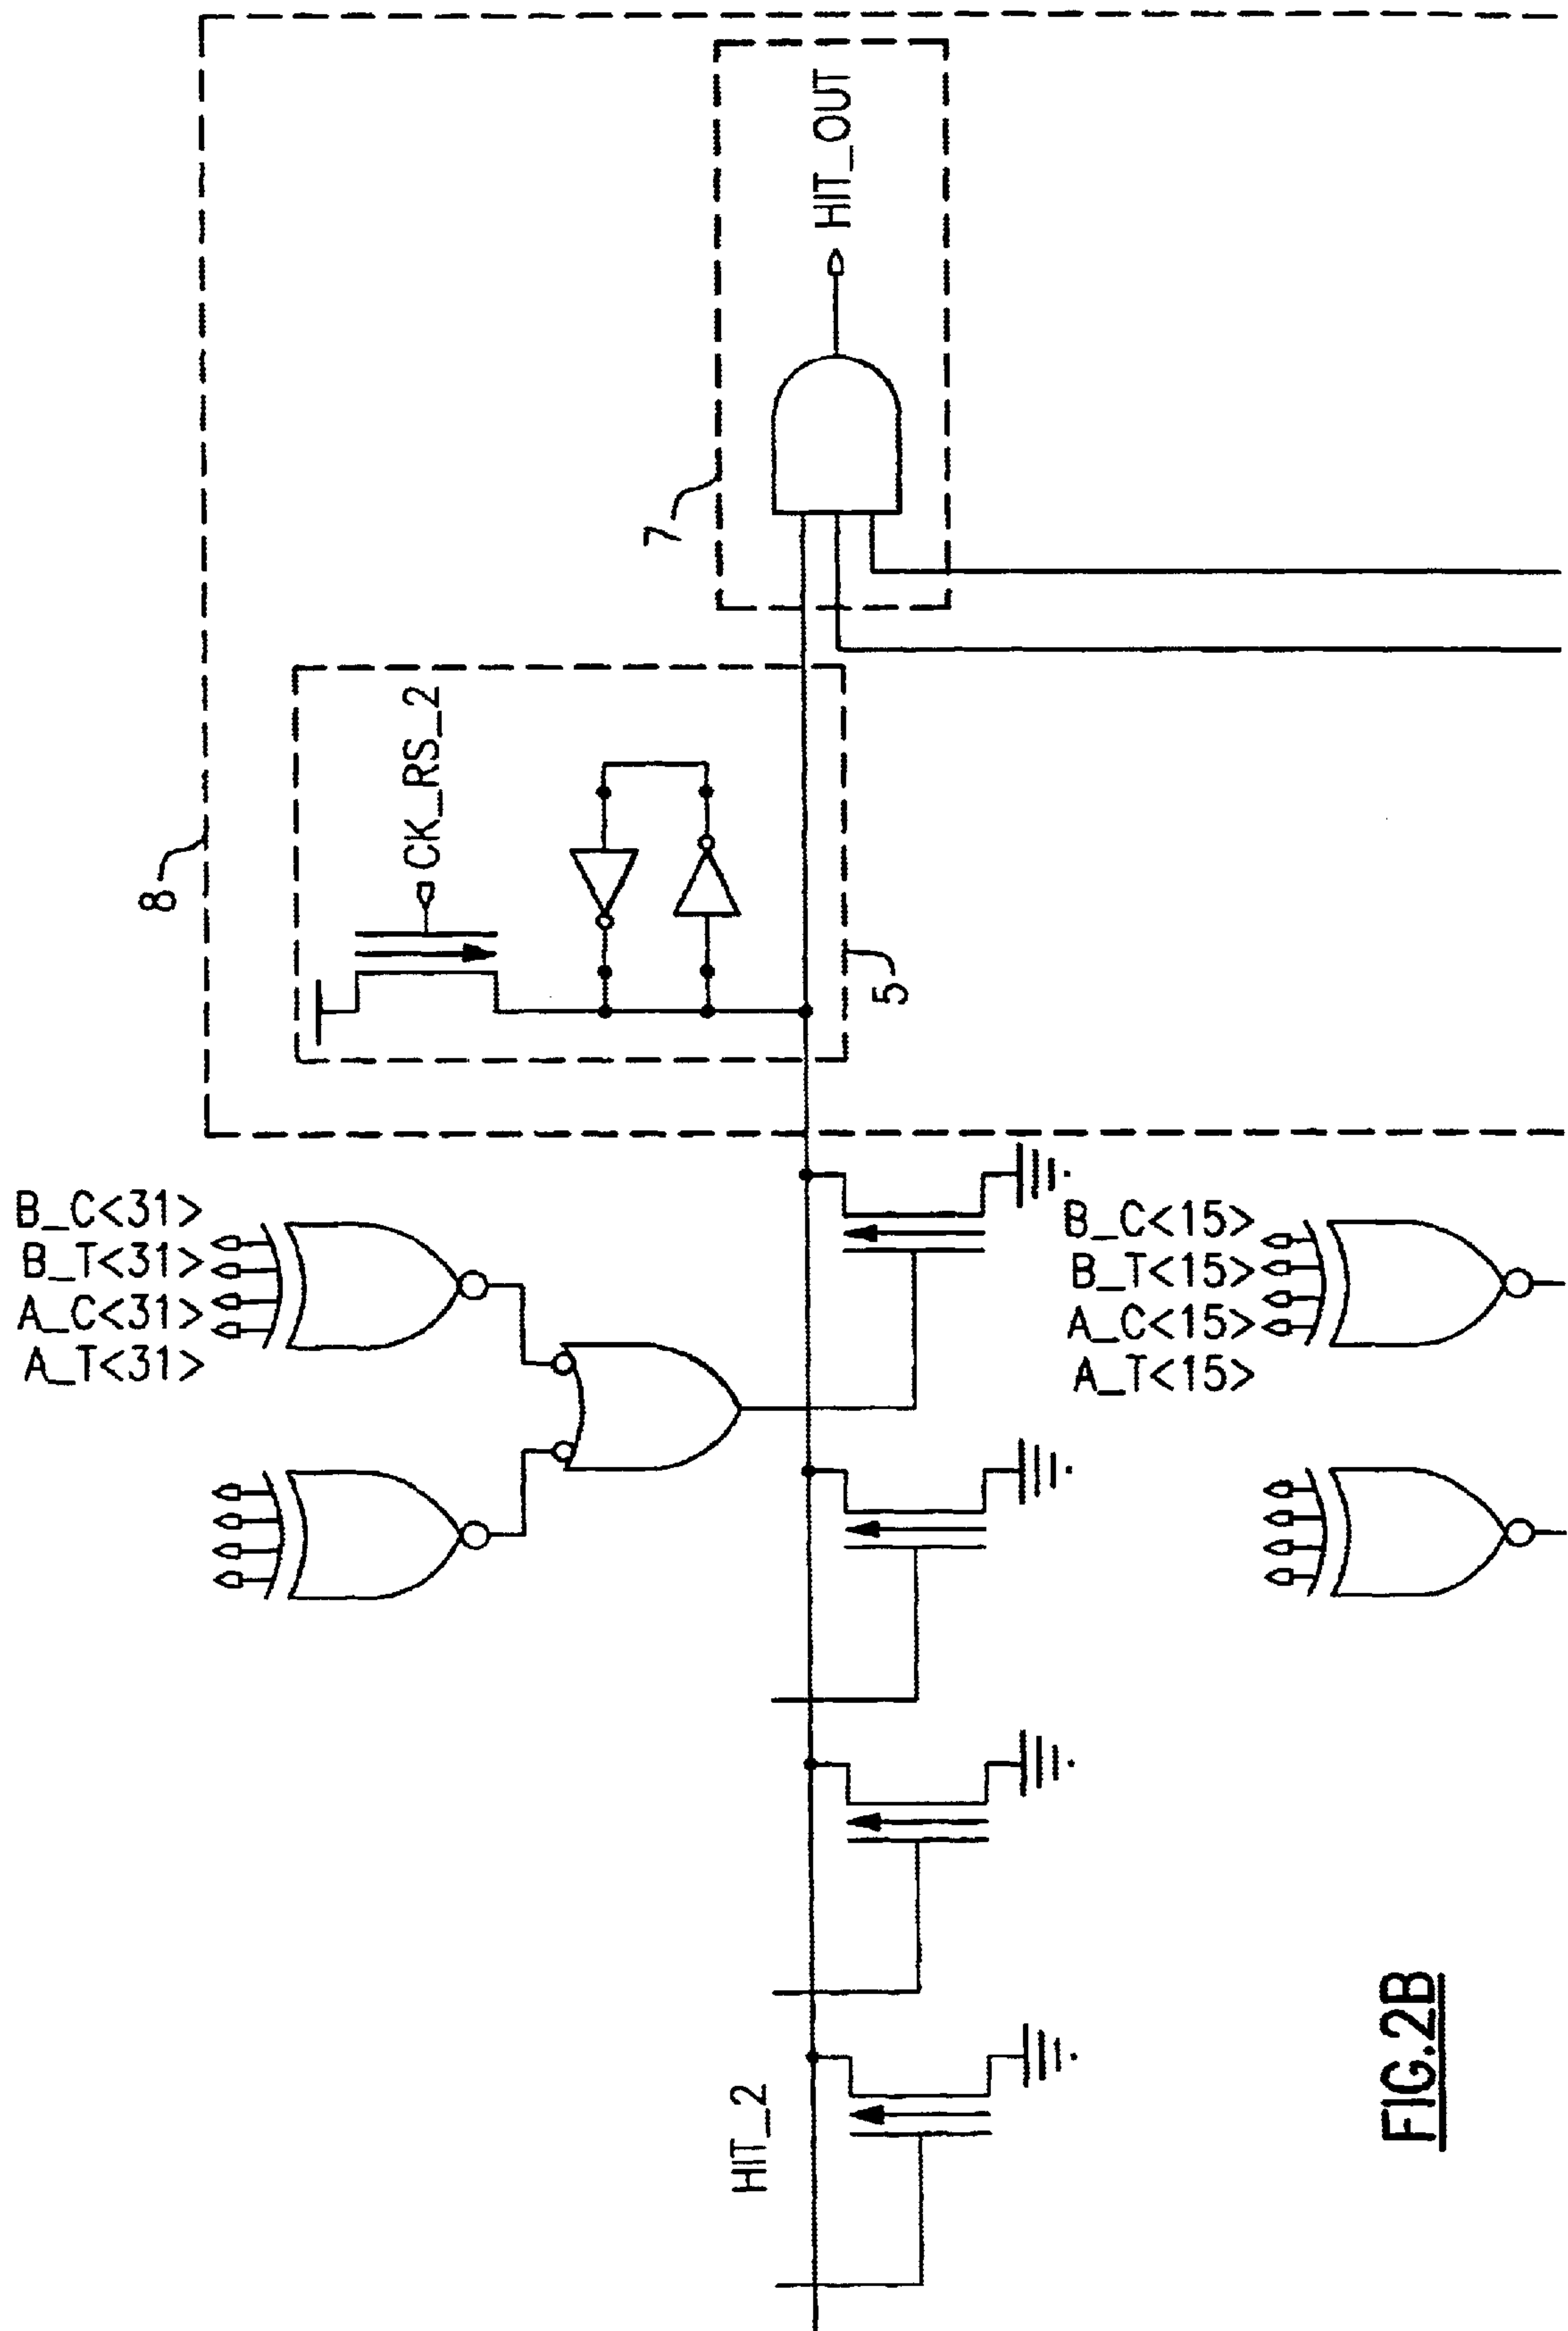 8
7
HIT_OUT
CK_RS_2
5
B_C<31>
B_T<31>
A_C<31>
A_T<31>
B_C<15>
B_T<15>
A_C<15>
A_T<15>
HIT_2
FIG.2B